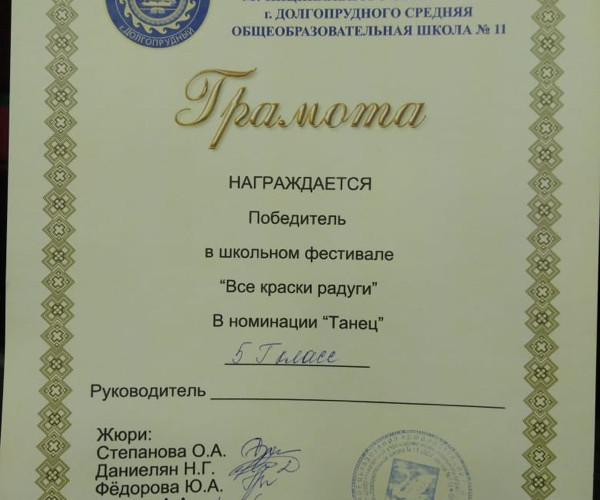 г. ДОЛГОПРУДНЫЙ
г. ДОЛГОПРУДНОГО СРЕДНЯЯ
ОБЩЕОБРАЗОВАТЕЛЬНАЯ ШКОЛА № 11
Грамота
НАГРАЖДАЕТСЯ
Победитель
в школьном фестивале
“Все краски радуги”
В номинации “Танец”
5 Г класс
Руководитель
Жюри:
Степанова О.А.
Даниелян Н.Г.
Фёдорова Ю.А.